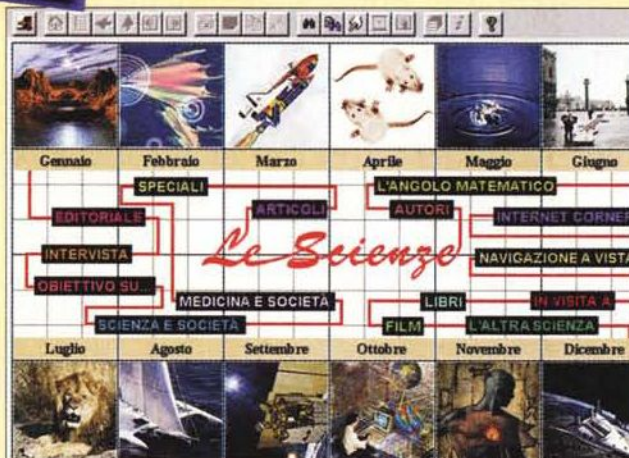 Gennaio Febbraio Marzo Aprile Maggio Giugno
SPECIALI L'ANGOLO MATEMATICO
EDITORIALE ARTICOLI AUTORI INTERNET CORNER
INTERVISTA Le Scienze NAVIGAZIONE A VISTA
OBIETTIVO SU...
MEDICINA E SOCIETÀ LIBRI IN VISITA A
SCIENZA E SOCIETÀ FILM L'ALTRA SCIENZA
Luglio Agosto Settembre Ottobre Novembre Dicembre